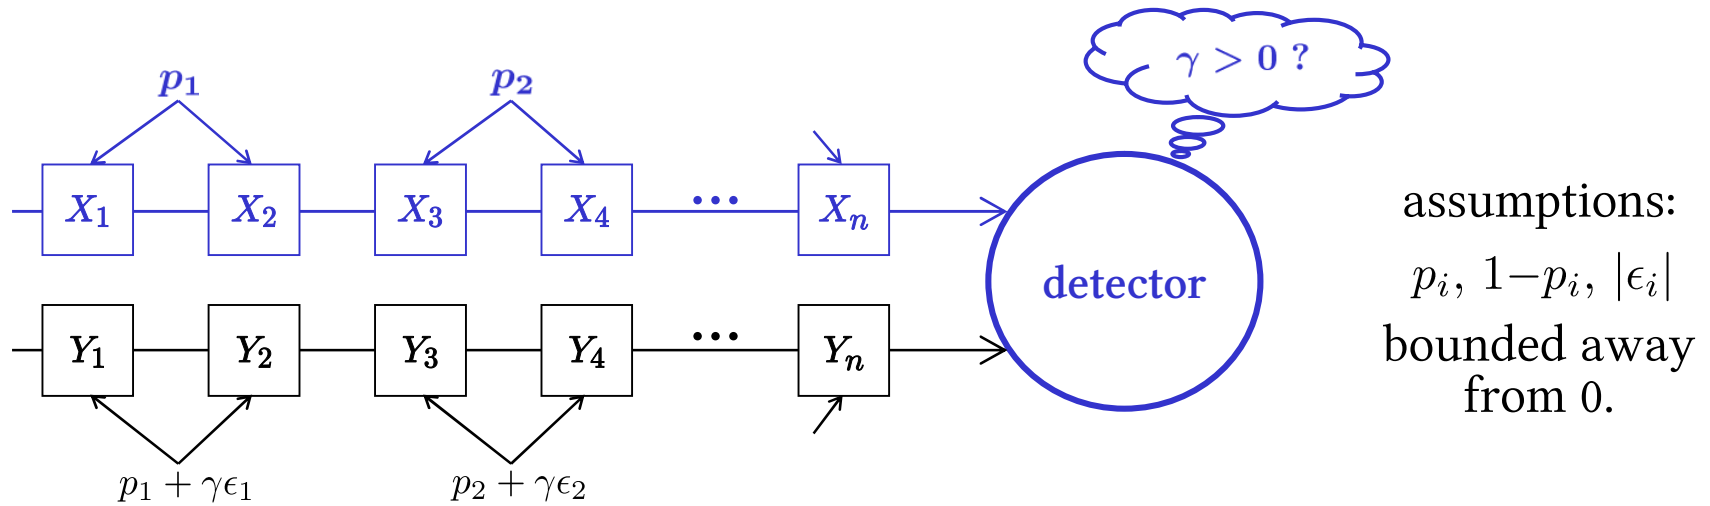 γ > 0 ?
p₁ p₂
X₁ X₂ X₃ X₄ ... Xₙ
Y₁ Y₂ Y₃ Y₄ ... Yₙ
p₁ + γϵ₁ p₂ + γϵ₂
detector
assumptions:
pᵢ, 1−pᵢ, |ϵᵢ|
bounded away
from 0.